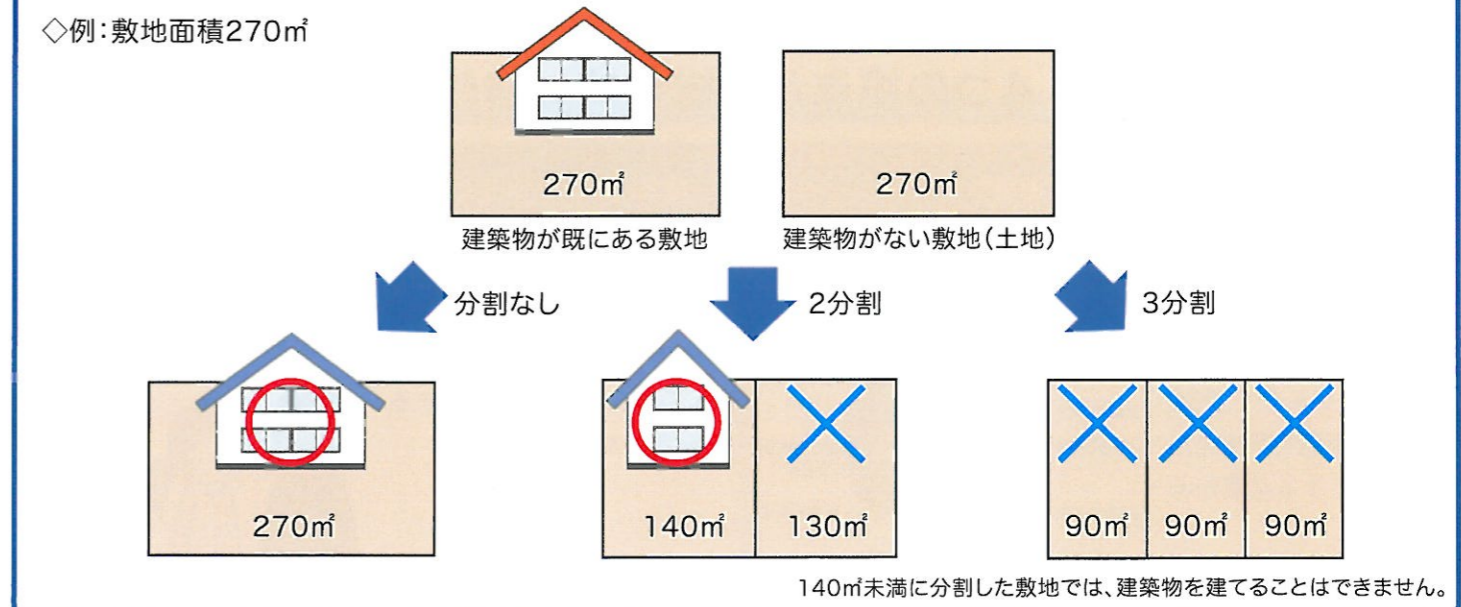 ◇例:敷地面積270㎡
270㎡
270㎡
建築物が既にある敷地
建築物がない敷地(土地)
分割なし
2分割
3分割
270㎡
140㎡
130㎡
90㎡
90㎡
90㎡
140㎡未満に分割した敷地では、建築物を建てることはできません。